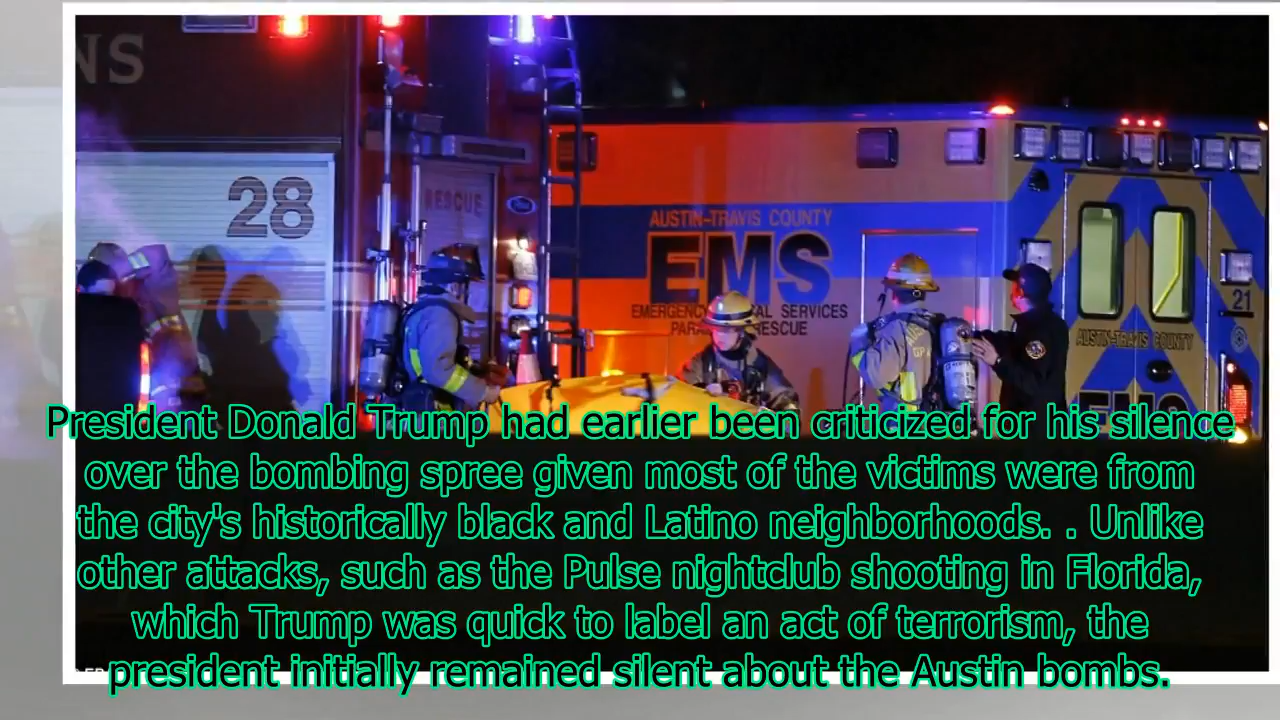 NS
28
RESCUE
AUSTIN-TRAVIS COUNTY
EMS
EMERGENCY SERVICES
RESCUE
21
AUSTIN-TRAVIS COUNTY
EMS
President Donald Trump had earlier been criticized for his silence
over the bombing spree given most of the victims were from
the city's historically black and Latino neighborhoods. . Unlike
other attacks, such as the Pulse nightclub shooting in Florida,
which Trump was quick to label an act of terrorism, the
president initially remained silent about the Austin bombs.